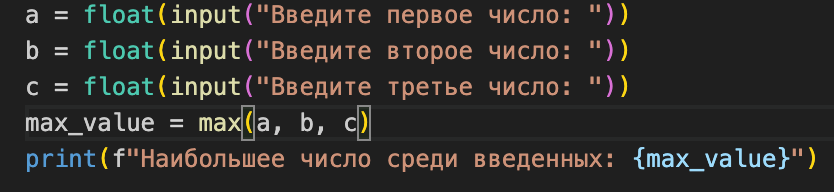 a = float(input("Введите первое число: "))
b = float(input("Введите второе число: "))
c = float(input("Введите третье число: "))
max_value = max(a, b, c)
print(f"Наибольшее число среди введенных: {max_value}")